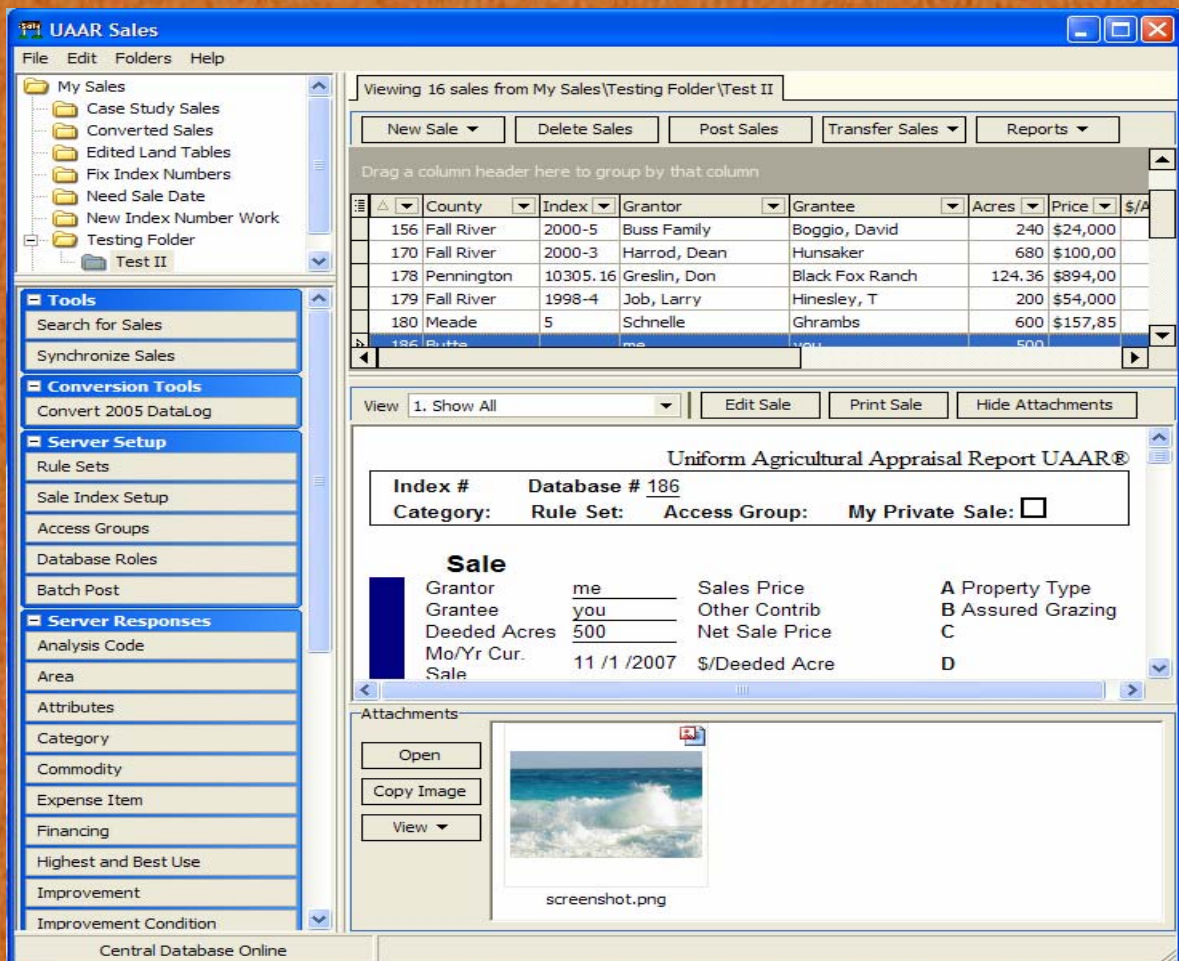 UAAR Sales
File Edit Folders Help
My Sales
Case Study Sales
Converted Sales
Edited Land Tables
Fix Index Numbers
Need Sale Date
New Index Number Work
Testing Folder
Test II
Tools
Search for Sales
Synchronize Sales
Conversion Tools
Convert 2005 DataLog
Server Setup
Rule Sets
Sale Index Setup
Access Groups
Database Roles
Batch Post
Server Responses
Analysis Code
Area
Attributes
Category
Commodity
Expense Item
Financing
Highest and Best Use
Improvement
Improvement Condition
Viewing 16 sales from My Sales\Testing Folder\Test II
New Sale Delete Sales Post Sales Transfer Sales Reports
Drag a column header here to group by that column
County Index Grantor Grantee Acres Price $/A
156 Fall River 2000-5 Buss Family Boggio, David 240 $24,000
170 Fall River 2000-3 Harrod, Dean Hunsaker 680 $100,00
178 Pennington 10305.16 Greslin, Don Black Fox Ranch 124.36 $894,00
179 Fall River 1998-4 Job, Larry Hinesley, T 200 $54,000
180 Meade 5 Schnelle Ghrambs 600 $157,85
186 Butte me you 500
View 1. Show All Edit Sale Print Sale Hide Attachments
Uniform Agricultural Appraisal Report UAAR®
Index # Database # 186
Category: Rule Set: Access Group: My Private Sale:
Sale
Grantor me Sales Price A Property Type
Grantee you Other Contrib B Assured Grazing
Deeded Acres 500 Net Sale Price C
Mo/Yr Cur. Sale 11 /1 /2007 $/Deeded Acre D
Attachments
Open
Copy Image
View
screenshot.png
Central Database Online